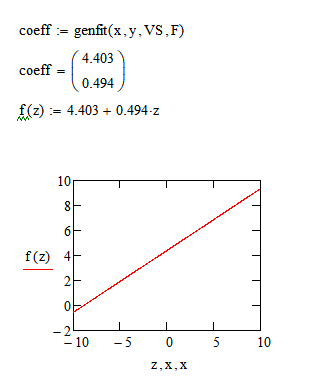 coeff := genfit(x,y,VS,F)
coeff = (4.403
0.494)
f(z) := 4.403 + 0.494·z
10
8
6
f(z) 4
2
0
−2
−10 −5 0 5 10
z,x,x